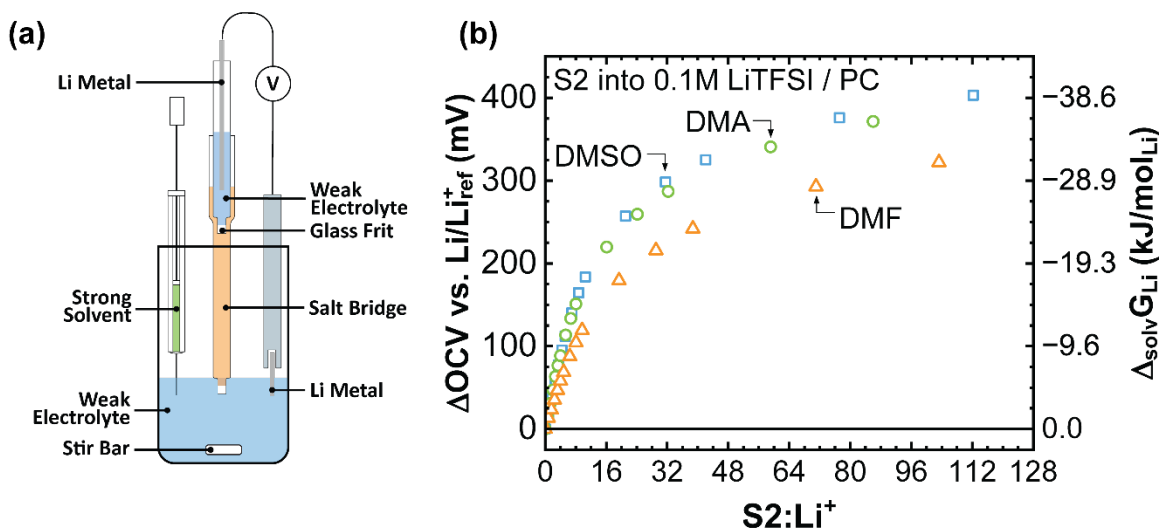 (a)
Li Metal
V
Weak
Electrolyte
Glass Frit
Strong
Solvent
Salt Bridge
Weak
Electrolyte
Li Metal
Stir Bar
(b)
S2 into 0.1M LiTFSI / PC
DMSO
DMA
DMF
ΔOCV vs. Li/Li⁺ref (mV)
400
300
200
100
0
−38.6
−28.9
−19.3
−9.6
0.0
ΔsolvGLi (kJ/molLi)
0 16 32 48 64 80 96 112 128
S2:Li⁺